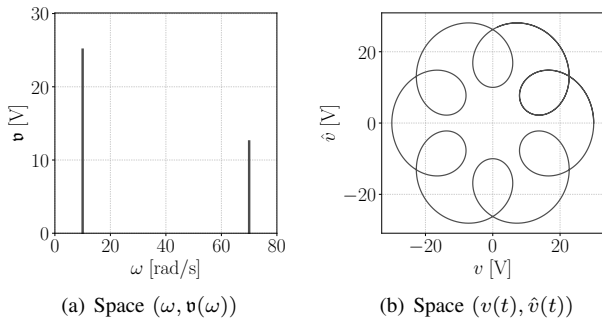 30
20
10
0
𝔳 [V]
0 20 40 60 80
ω [rad/s]
(a) Space (ω, 𝔳(ω))
20
0
−20
v̂ [V]
−20 0 20
v [V]
(b) Space (v(t), v̂(t))